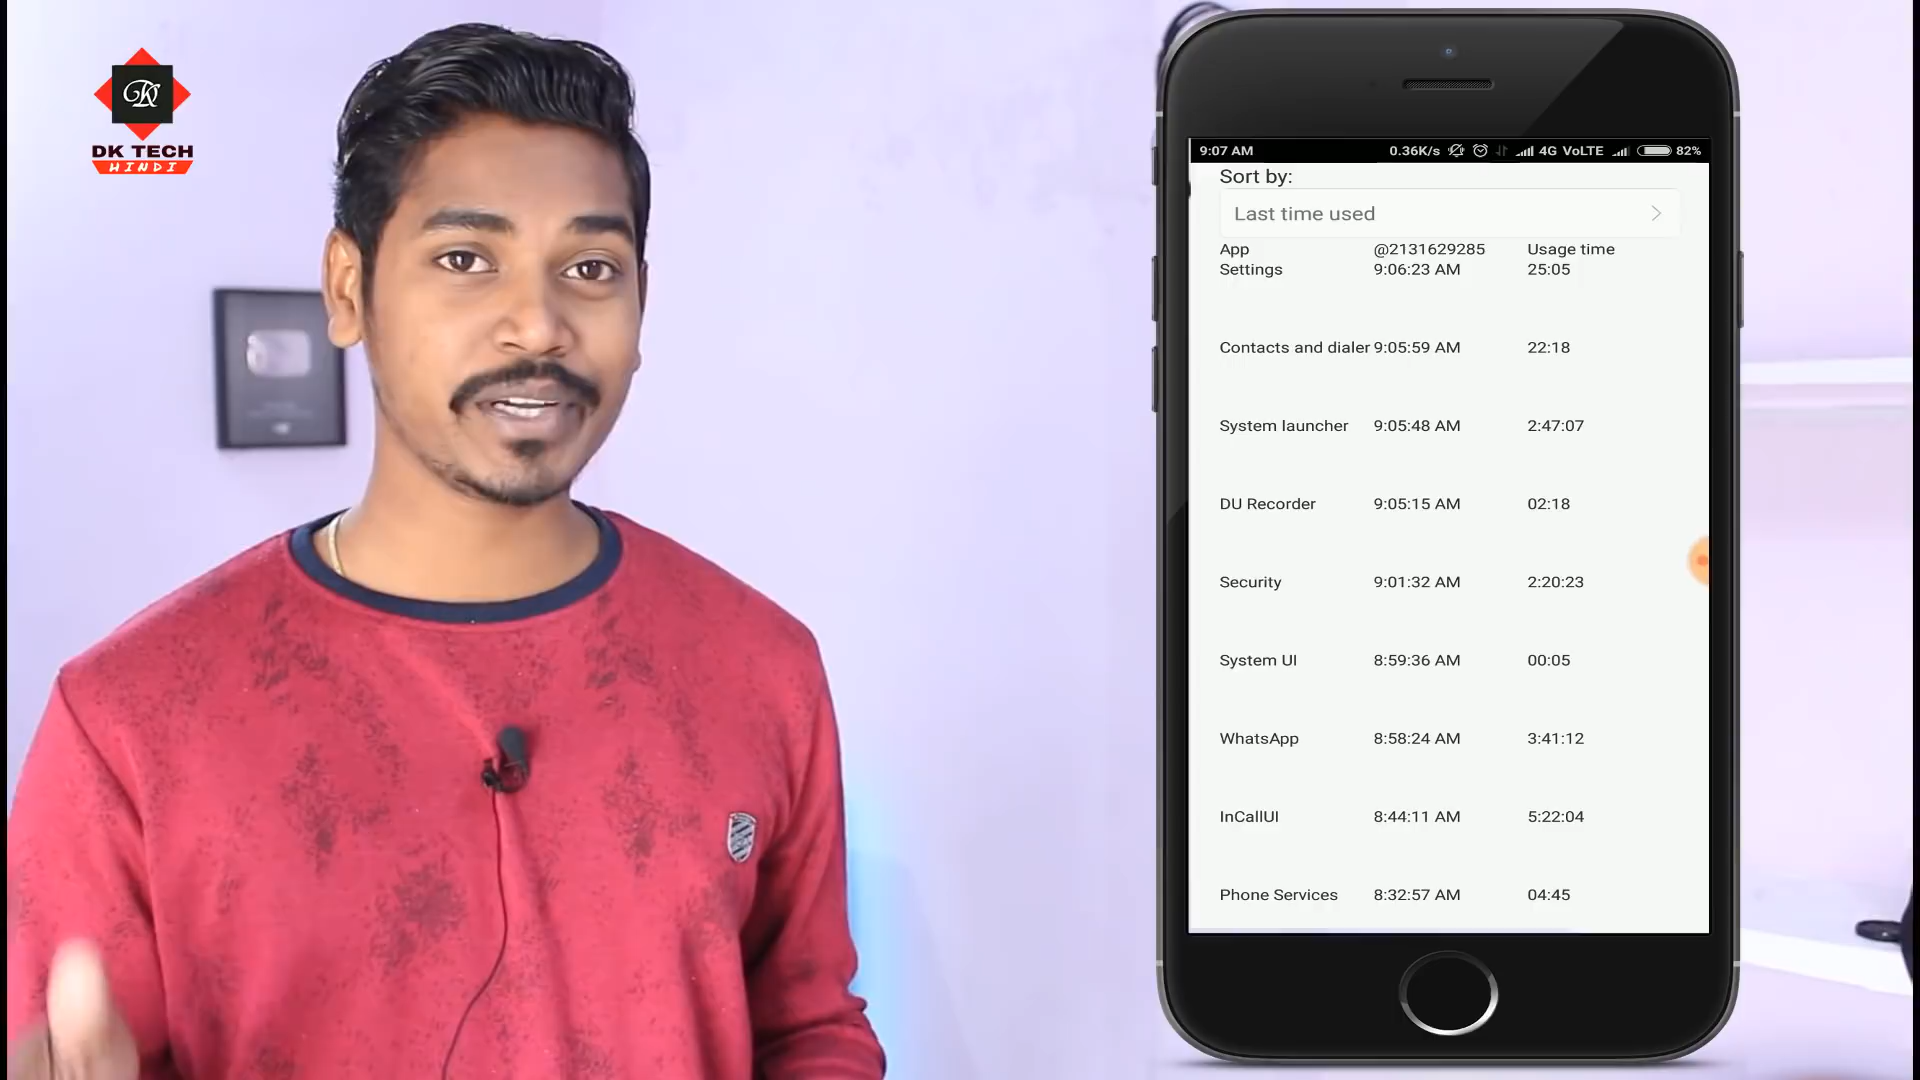 DK
DK TECH
HINDI
9:07 AM 0.36K/s 4G VoLTE 82%
Sort by:
Last time used
App @2131629285 Usage time
Settings 9:06:23 AM 25:05
Contacts and dialer 9:05:59 AM 22:18
System launcher 9:05:48 AM 2:47:07
DU Recorder 9:05:15 AM 02:18
Security 9:01:32 AM 2:20:23
System UI 8:59:36 AM 00:05
WhatsApp 8:58:24 AM 3:41:12
InCallUI 8:44:11 AM 5:22:04
Phone Services 8:32:57 AM 04:45